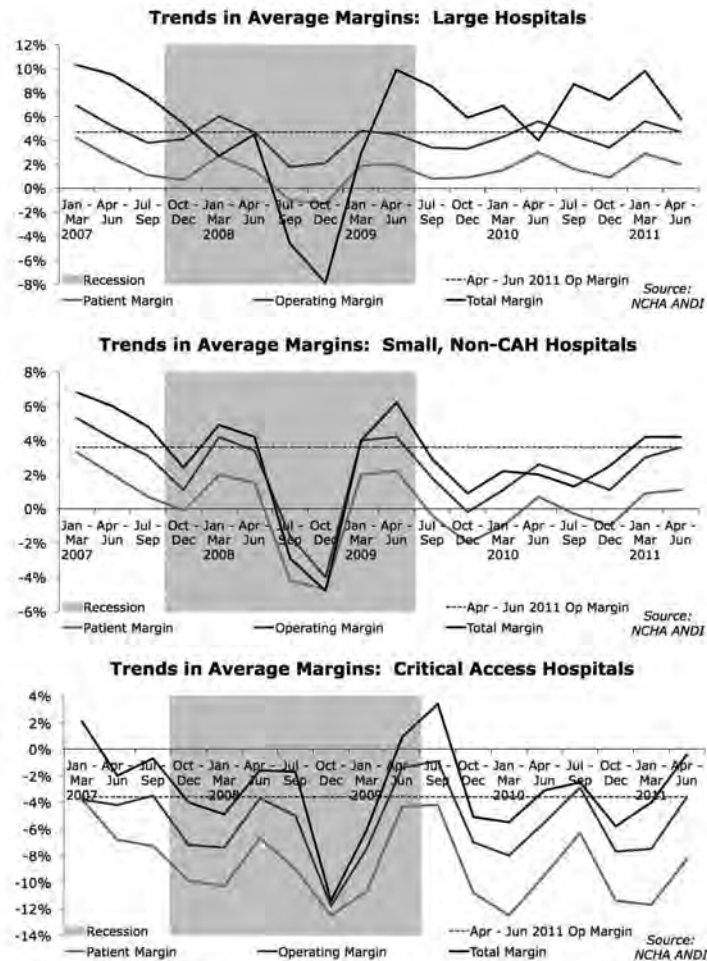 Trends in Average Margins: Large Hospitals
12%
10%
8%
6%
4%
2%
0%
-2%
-4%
-6%
-8%
Jan - Apr - Jul - Oct - Jan - Apr - Jul - Oct - Jan - Apr - Jul - Oct - Jan - Apr - Jul - Oct - Jan - Apr -
Mar Jun Sep Dec Mar Jun Sep Dec Mar Jun Sep Dec Mar Jun Sep Dec Mar Jun
2007 2008 2009 2010 2011
Recession
Apr - Jun 2011 Op Margin
Patient Margin
Operating Margin
Total Margin
Source:
NCHA ANDI
Trends in Average Margins: Small, Non-CAH Hospitals
8%
6%
4%
2%
0%
-2%
-4%
-6%
Jan - Apr - Jul - Oct - Jan - Apr - Jul - Oct - Jan - Apr - Jul - Oct - Jan - Apr - Jul - Oct - Jan - Apr -
Mar Jun Sep Dec Mar Jun Sep Dec Mar Jun Sep Dec Mar Jun Sep Dec Mar Jun
2007 2008 2009 2010 2011
Recession
Apr - Jun 2011 Op Margin
Patient Margin
Operating Margin
Total Margin
Source:
NCHA ANDI
Trends in Average Margins: Critical Access Hospitals
4%
2%
0%
-2%
-4%
-6%
-8%
-10%
-12%
-14%
Jan - Apr - Jul - Oct - Jan - Apr - Jul - Oct - Jan - Apr - Jul - Oct - Jan - Apr - Jul - Oct - Jan - Apr -
Mar Jun Sep Dec Mar Jun Sep Dec Mar Jun Sep Dec Mar Jun Sep Dec Mar Jun
2007 2008 2009 2010 2011
Recession
Apr - Jun 2011 Op Margin
Patient Margin
Operating Margin
Total Margin
Source:
NCHA ANDI